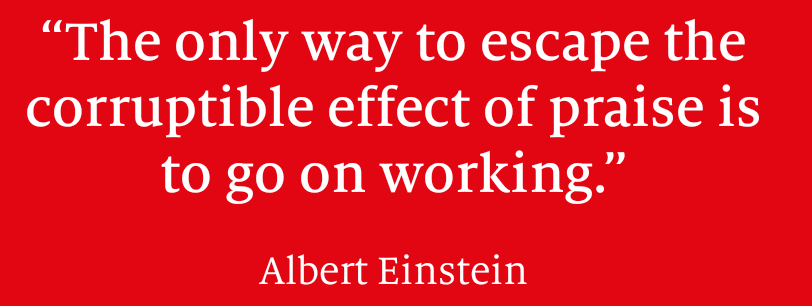 “The only way to escape the
corruptible effect of praise is
to go on working.”
Albert Einstein